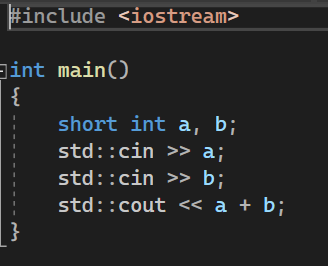 #include <iostream>
int main()
{
short int a, b;
std::cin >> a;
std::cin >> b;
std::cout << a + b;
}